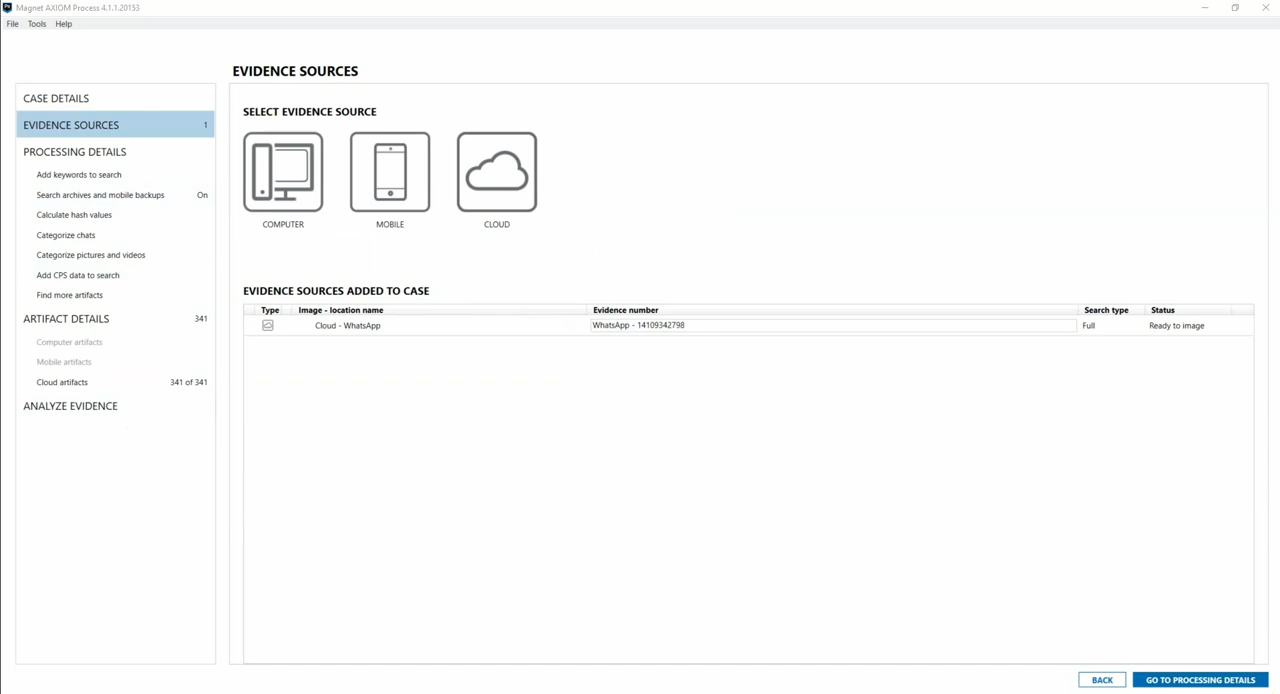 Magnet AXIOM Process 4.1.1.20153
File Tools Help
EVIDENCE SOURCES
CASE DETAILS
EVIDENCE SOURCES 1
PROCESSING DETAILS
Add keywords to search
Search archives and mobile backups On
Calculate hash values
Categorize chats
Categorize pictures and videos
Add CPS data to search
Find more artifacts
ARTIFACT DETAILS 341
Computer artifacts
Mobile artifacts
Cloud artifacts 341 of 341
ANALYZE EVIDENCE
SELECT EVIDENCE SOURCE
COMPUTER MOBILE CLOUD
EVIDENCE SOURCES ADDED TO CASE
Type Image - location name Evidence number Search type Status
Cloud - WhatsApp WhatsApp - 14109342798 Full Ready to image
BACK GO TO PROCESSING DETAILS